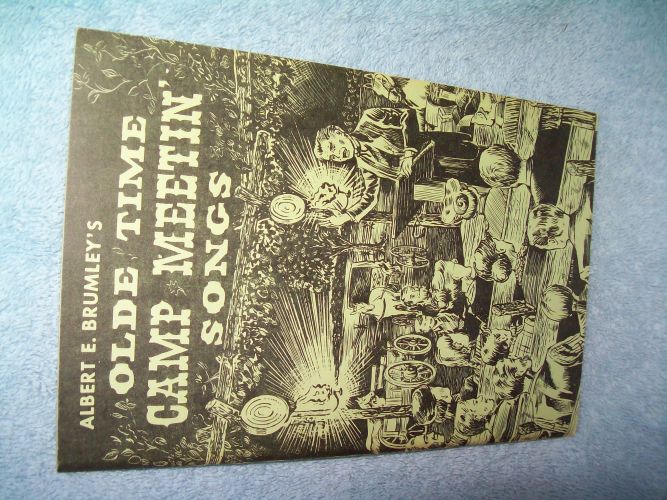 ALBERT E. BRUMLEY'S
OLDE TIME
CAMP MEETIN'
SONGS